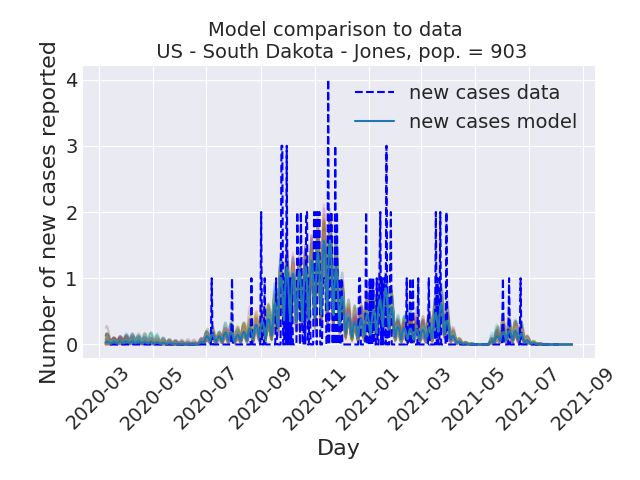 Model comparison to data
US - South Dakota - Jones, pop. = 903
Number of new cases reported
4
3
2
1
0
new cases data
new cases model
2020-03
2020-05
2020-07
2020-09
2020-11
2021-01
2021-03
2021-05
2021-07
2021-09
Day